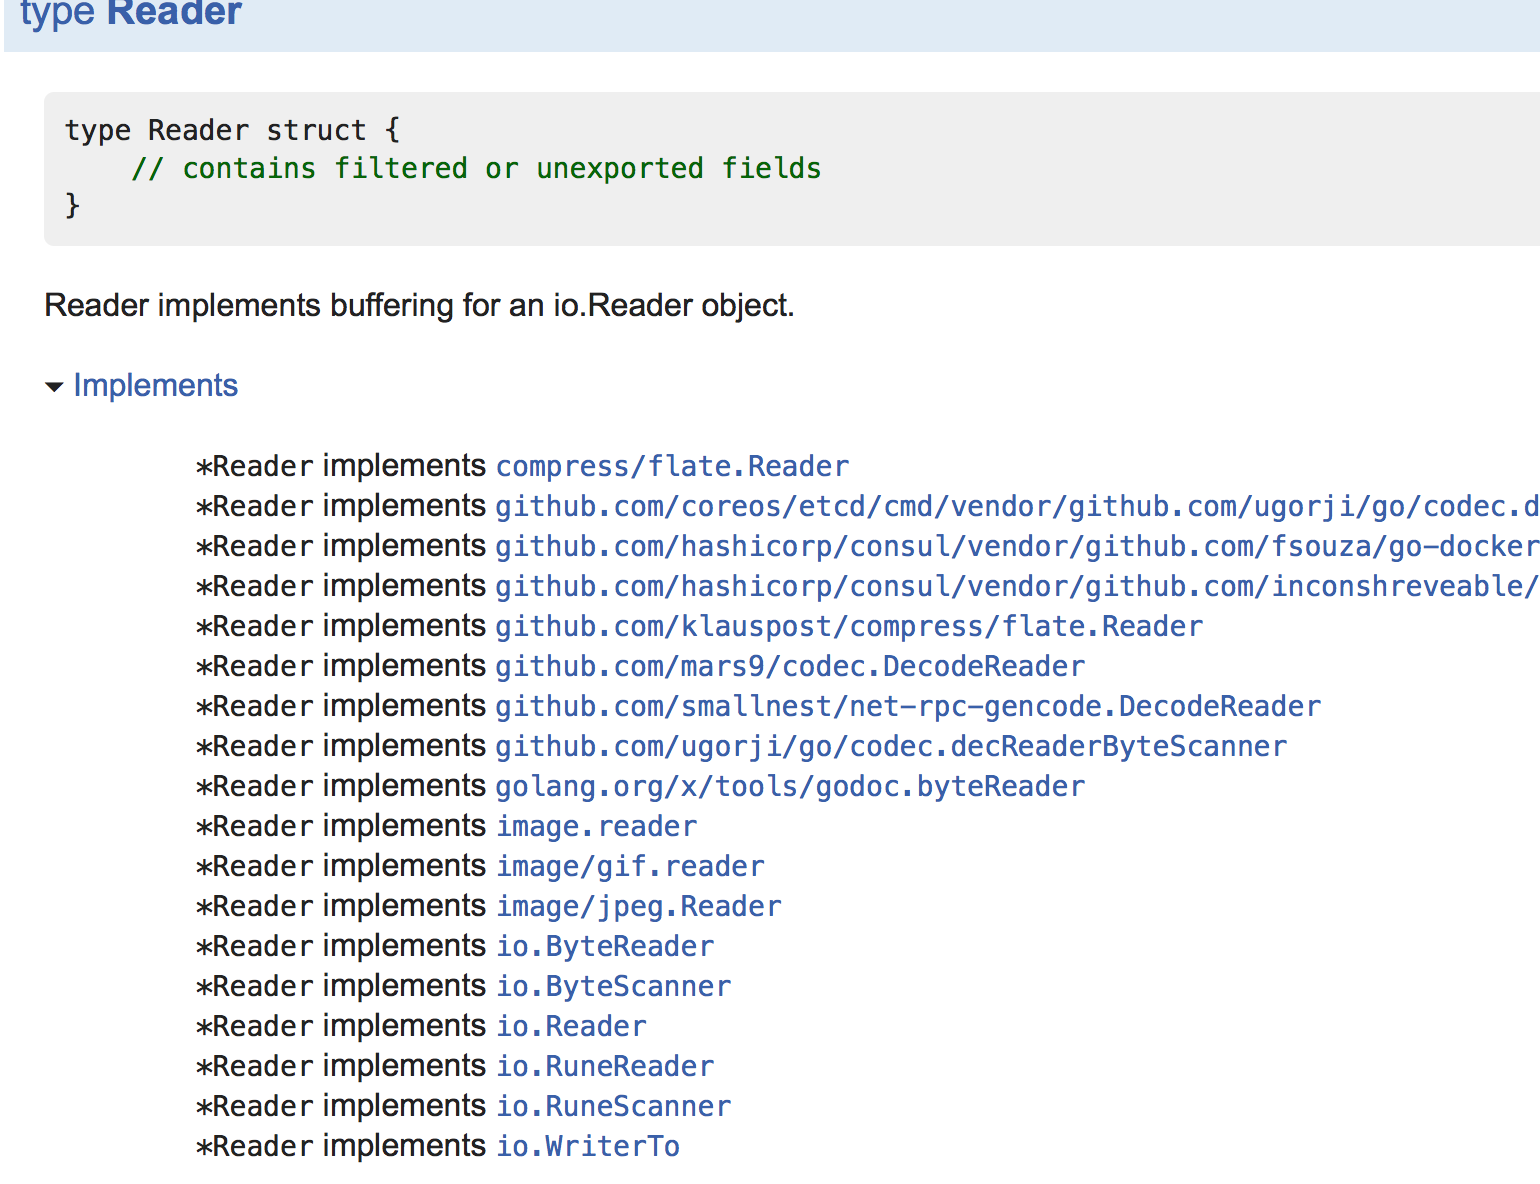 type Reader
type Reader struct {
// contains filtered or unexported fields
}
Reader implements buffering for an io.Reader object.
Implements
*Reader implements compress/flate.Reader
*Reader implements github.com/coreos/etcd/cmd/vendor/github.com/ugorji/go/codec.d
*Reader implements github.com/hashicorp/consul/vendor/github.com/fsouza/go-docker
*Reader implements github.com/hashicorp/consul/vendor/github.com/inconshreveable/
*Reader implements github.com/klauspost/compress/flate.Reader
*Reader implements github.com/mars9/codec.DecodeReader
*Reader implements github.com/smallnest/net-rpc-gencode.DecodeReader
*Reader implements github.com/ugorji/go/codec.decReaderByteScanner
*Reader implements golang.org/x/tools/godoc.byteReader
*Reader implements image.reader
*Reader implements image/gif.reader
*Reader implements image/jpeg.Reader
*Reader implements io.ByteReader
*Reader implements io.ByteScanner
*Reader implements io.Reader
*Reader implements io.RuneReader
*Reader implements io.RuneScanner
*Reader implements io.WriterTo